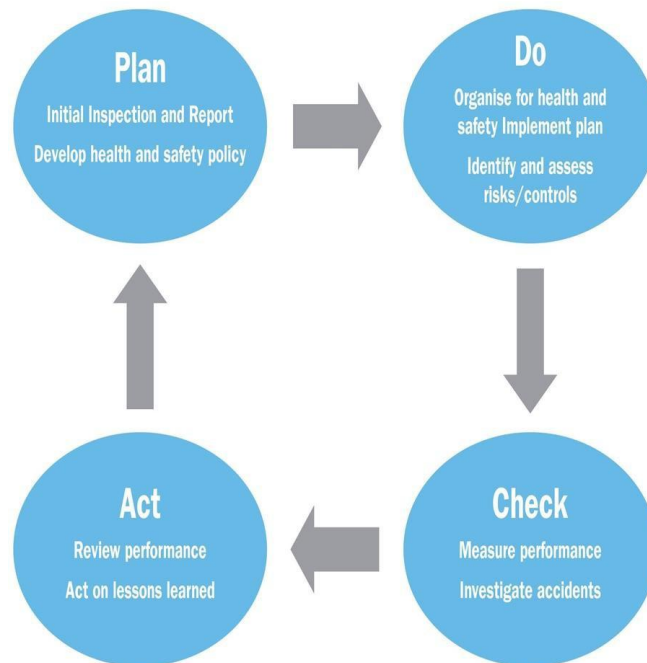 Plan
Initial Inspection and Report
Develop health and safety policy
Do
Organise for health and
safety Implement plan
Identify and assess
risks/controls
Act
Review performance
Act on lessons learned
Check
Measure performance
Investigate accidents